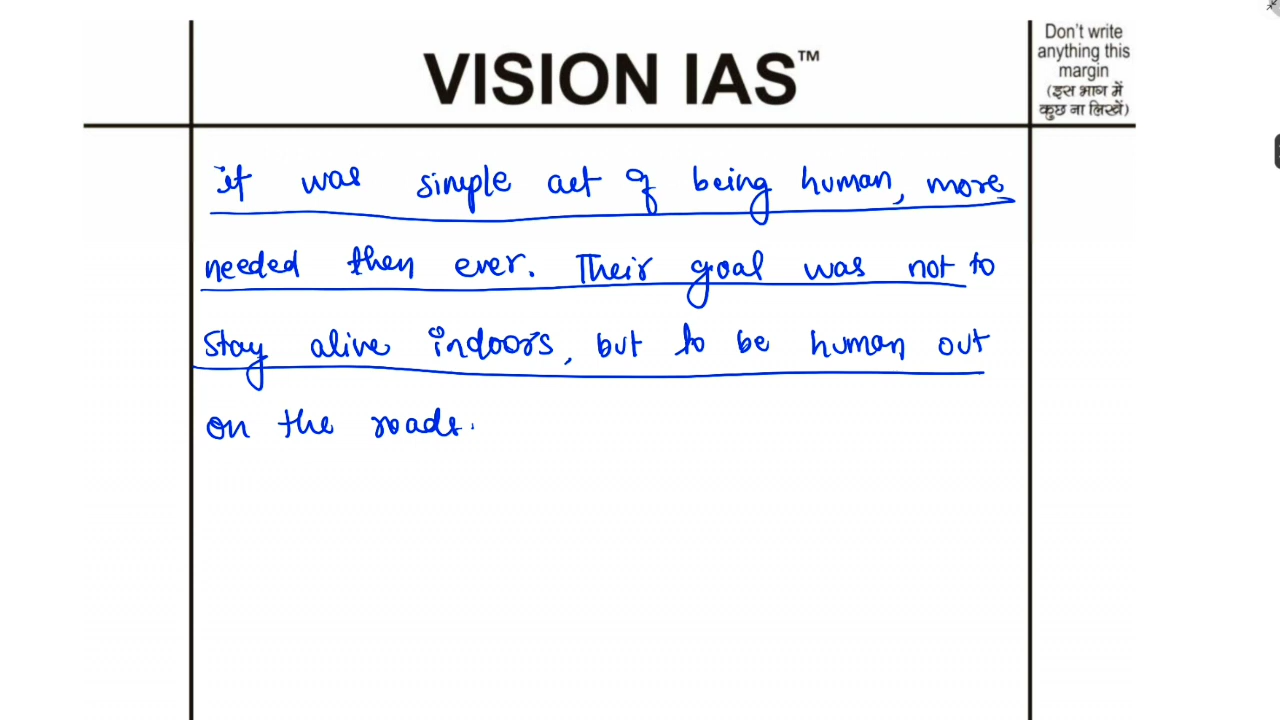 VISION IAS™
Don't write
anything this
margin
(इस भाग में
कुछ ना लिखें)
it was simple act of being human, more
needed then ever. Their goal was not to
stay alive indoors, but to be human out
on the roads.